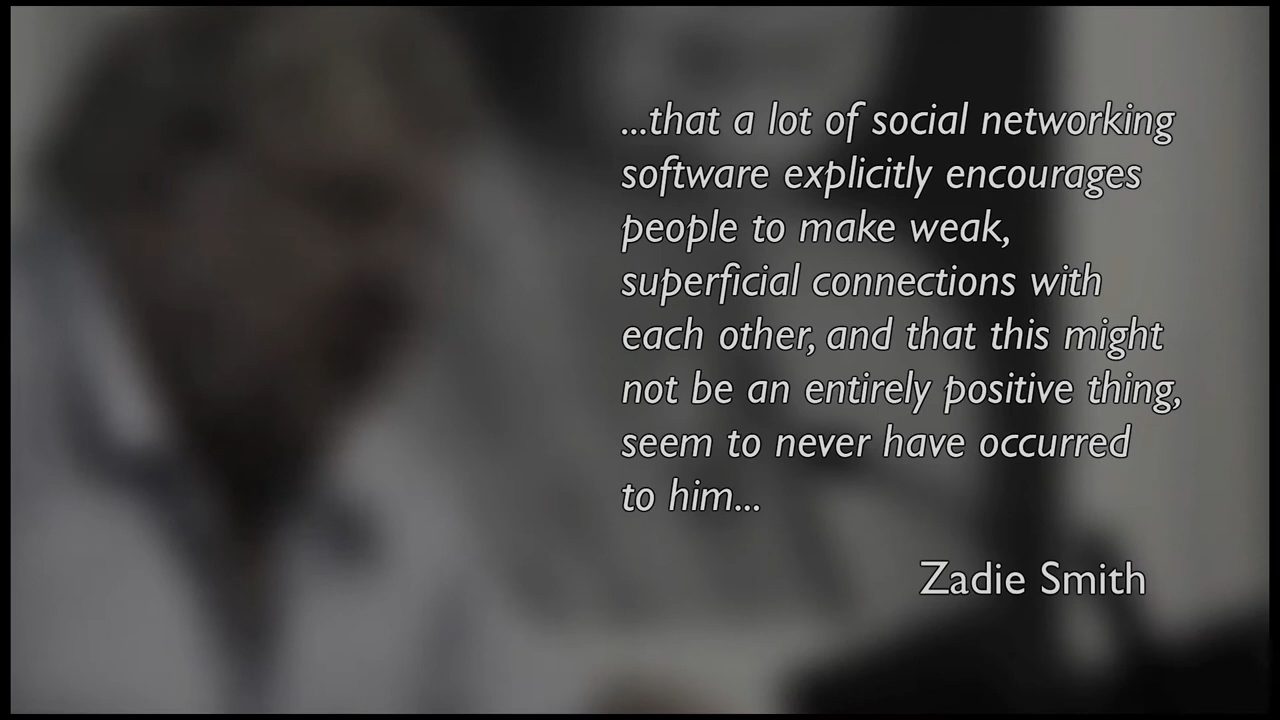 ...that a lot of social networking
software explicitly encourages
people to make weak,
superficial connections with
each other, and that this might
not be an entirely positive thing,
seem to never have occurred
to him...
Zadie Smith